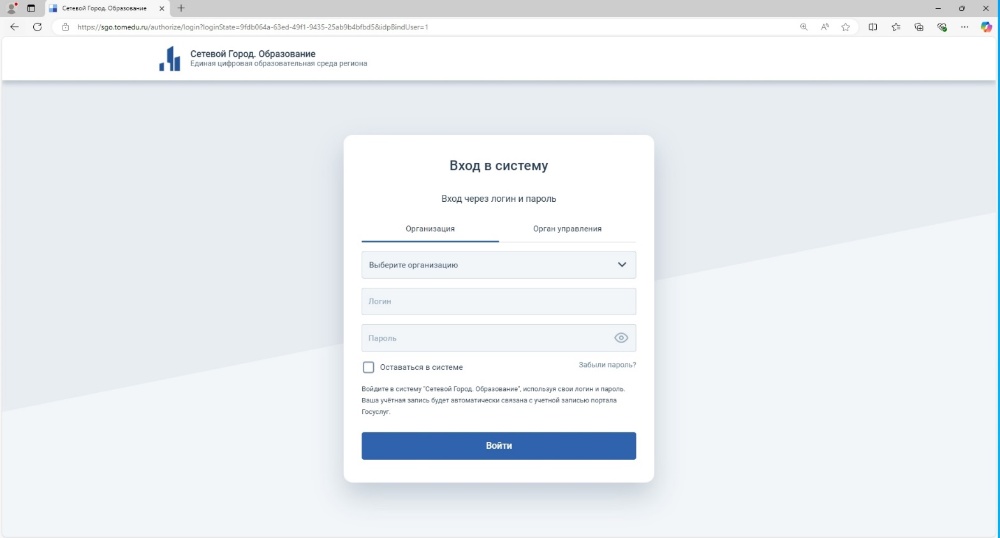 Сетевой Город. Образование
https://sgo.tomedu.ru/authorize/login?loginState=9fdb064a-63ed-49f1-9435-25ab9b4bfbd5&idpBindUser=1
Сетевой Город. Образование
Единая цифровая образовательная среда региона
Вход в систему
Вход через логин и пароль
Организация
Орган управления
Выберите организацию
Логин
Пароль
Оставаться в системе
Забыли пароль?
Войдите в систему "Сетевой Город. Образование", используя свои логин и пароль.
Ваша учётная запись будет автоматически связана с учетной записью портала
Госуслуг.
Войти